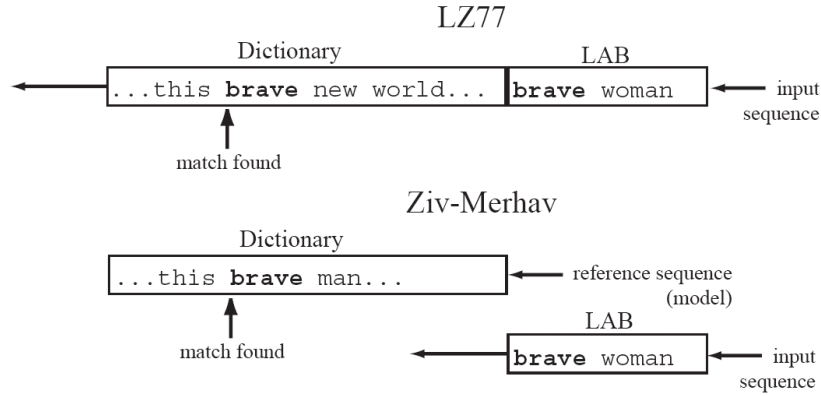 LZ77
Dictionary
LAB
...this brave new world...
brave woman
input
sequence
match found
Ziv-Merhav
Dictionary
...this brave man...
reference sequence
(model)
LAB
match found
brave woman
input
sequence